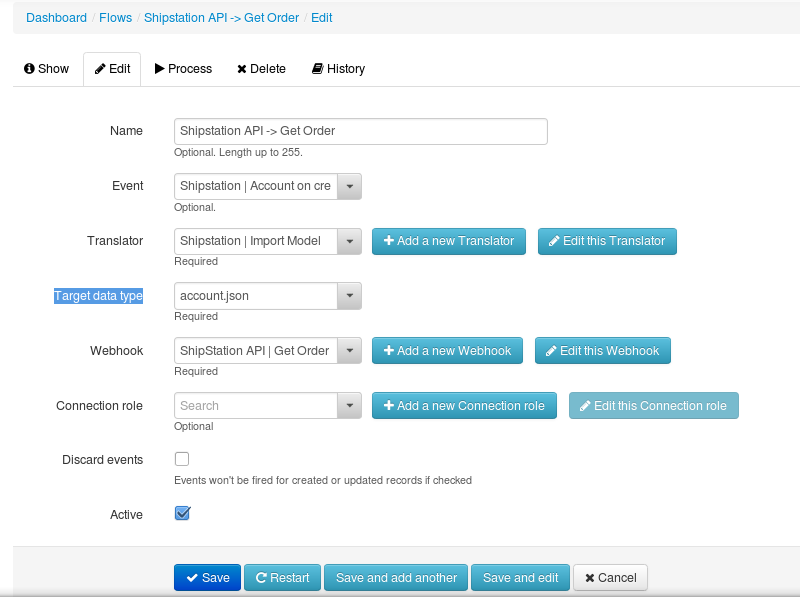 Dashboard / Flows / Shipstation API -> Get Order / Edit
Show Edit Process Delete History
Name Shipstation API -> Get Order
Optional. Length up to 255.
Event Shipstation | Account on cre
Optional.
Translator Shipstation | Import Model Add a new Translator Edit this Translator
Required
Target data type account.json
Required
Webhook ShipStation API | Get Order Add a new Webhook Edit this Webhook
Required
Connection role Search Add a new Connection role Edit this Connection role
Optional
Discard events
Events won't be fired for created or updated records if checked
Active
Save Restart Save and add another Save and edit Cancel